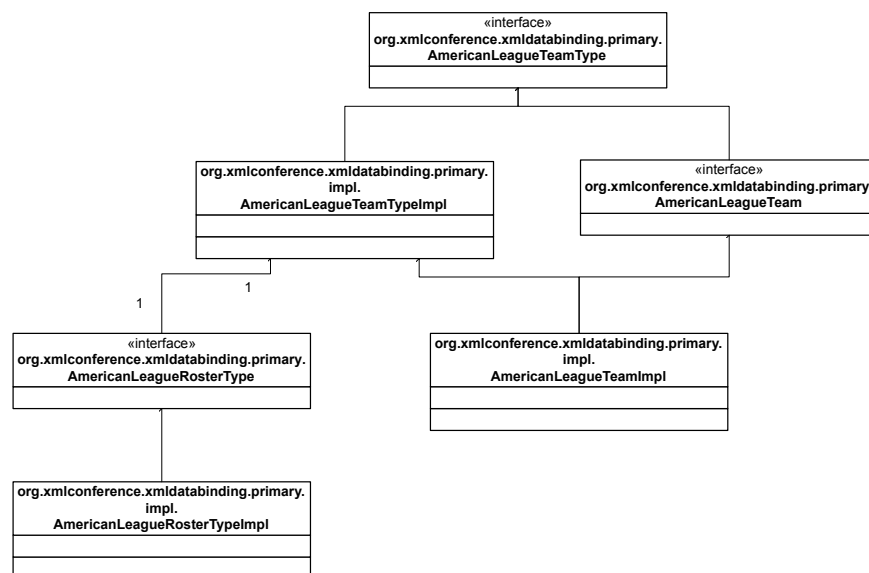 «interface»
org.xmlconference.xmldatabinding.primary.
AmericanLeagueTeamType
org.xmlconference.xmldatabinding.primary.
impl.
AmericanLeagueTeamTypeImpl
«interface»
org.xmlconference.xmldatabinding.primary
AmericanLeagueTeam
1
1
«interface»
org.xmlconference.xmldatabinding.primary.
AmericanLeagueRosterType
org.xmlconference.xmldatabinding.primary.
impl.
AmericanLeagueTeamImpl
org.xmlconference.xmldatabinding.primary.
impl.
AmericanLeagueRosterTypeImpl